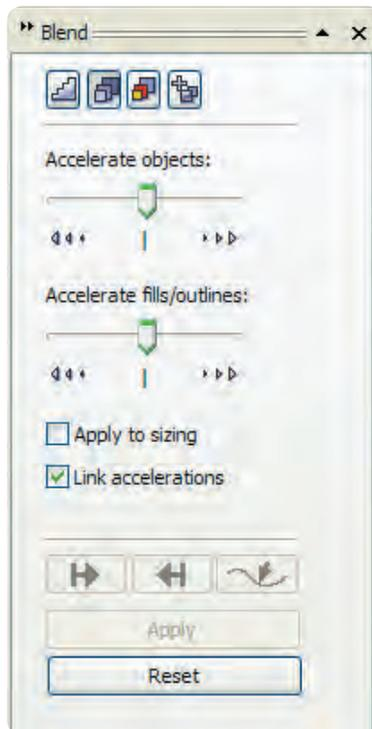 Blend
Accelerate objects:
Accelerate fills/outlines:
Apply to sizing
Link accelerations
Apply
Reset